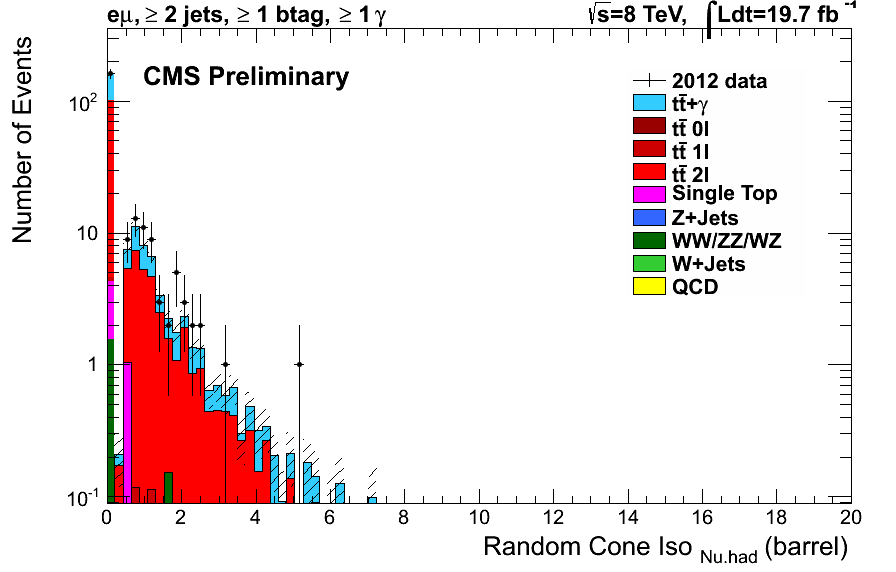 eμ, ≥ 2 jets, ≥ 1 btag, ≥ 1 γ √s=8 TeV, ∫Ldt=19.7 fb⁻¹
CMS Preliminary
Number of Events
10²
10
1
10⁻¹
2012 data
tt̄+γ
tt̄ 0l
tt̄ 1l
tt̄ 2l
Single Top
Z+Jets
WW/ZZ/WZ
W+Jets
QCD
0 2 4 6 8 10 12 14 16 18 20
Random Cone Iso Nu.had (barrel)